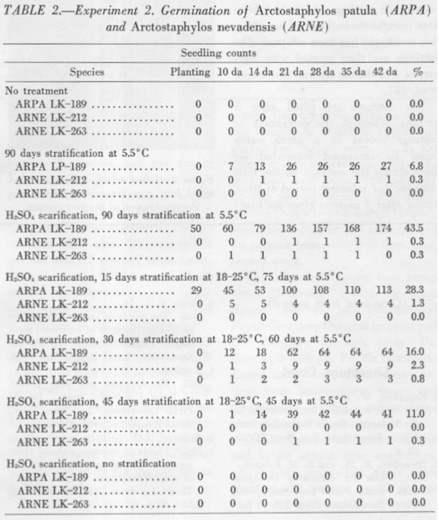 TABLE 2.—Experiment 2. Germination of Arctostaphylos patula (ARPA)
and Arctostaphylos nevadensis (ARNE)
Seedling counts
Species Planting 10 da 14 da 21 da 28 da 35 da 42 da %
No treatment
ARPA LK-189 ................ 0 0 0 0 0 0 0 0.0
ARNE LK-212 ................ 0 0 0 0 0 0 0 0.0
ARNE LK-263 ................ 0 0 0 0 0 0 0 0.0
90 days stratification at 5.5°C
ARPA LP-189 ................ 0 7 13 26 26 26 27 6.8
ARNE LK-212 ................ 0 0 1 1 1 1 1 0.3
ARNE LK-263 ................ 0 0 0 0 0 0 0 0.0
H₂SO₄ scarification, 90 days stratification at 5.5°C
ARPA LK-189 ................ 50 60 79 136 157 168 174 43.5
ARNE LK-212 ................ 0 0 0 1 1 1 1 0.3
ARNE LK-263 ................ 0 1 1 1 1 1 0 0.3
H₂SO₄ scarification, 15 days stratification at 18-25°C, 75 days at 5.5°C
ARPA LK-189 ................ 29 45 53 100 108 110 113 28.3
ARNE LK-212 ................ 0 5 5 4 4 4 4 1.3
ARNE LK-263 ................ 0 0 0 0 0 0 0 0.0
H₂SO₄ scarification, 30 days stratification at 18-25°C, 60 days at 5.5°C
ARPA LK-189 ................ 0 12 18 62 64 64 64 16.0
ARNE LK-212 ................ 0 1 3 9 9 9 9 2.3
ARNE LK-263 ................ 0 1 2 2 3 3 3 0.8
H₂SO₄ scarification, 45 days stratification at 18-25°C, 45 days at 5.5°C
ARPA LK-189 ................ 0 1 14 39 42 44 41 11.0
ARNE LK-212 ................ 0 0 0 0 0 0 0 0.0
ARNE LK-263 ................ 0 0 0 1 1 1 1 0.3
H₂SO₄ scarification, no stratification
ARPA LK-189 ................ 0 0 0 0 0 0 0 0.0
ARNE LK-212 ................ 0 0 0 0 0 0 0 0.0
ARNE LK-263 ................ 0 0 0 0 0 0 0 0.0